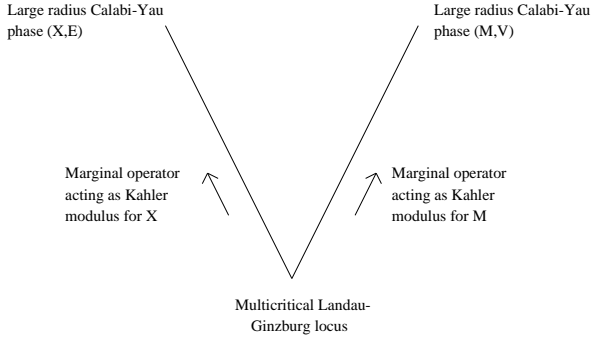 Large radius Calabi-Yau
phase (X,E)
Large radius Calabi-Yau
phase (M,V)
Marginal operator
acting as Kahler
modulus for X
Marginal operator
acting as Kahler
modulus for M
Multicritical Landau-
Ginzburg locus